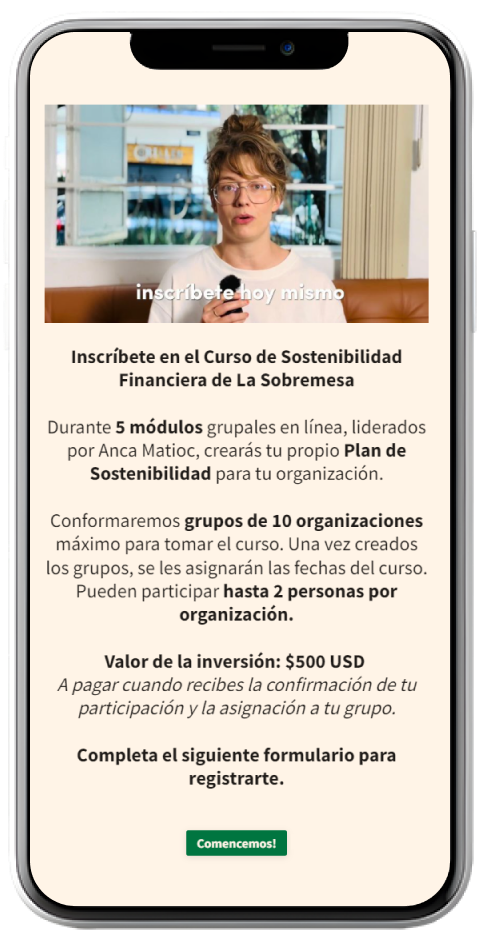 inscríbete hoy mismo
Inscríbete en el Curso de Sostenibilidad
Financiera de La Sobremesa
Durante 5 módulos grupales en línea, liderados
por Anca Matioc, crearás tu propio Plan de
Sostenibilidad para tu organización.
Conformaremos grupos de 10 organizaciones
máximo para tomar el curso. Una vez creados
los grupos, se les asignarán las fechas del curso.
Pueden participar hasta 2 personas por
organización.
Valor de la inversión: $500 USD
A pagar cuando recibes la confirmación de tu
participación y la asignación a tu grupo.
Completa el siguiente formulario para
registrarte.
Comencemos!